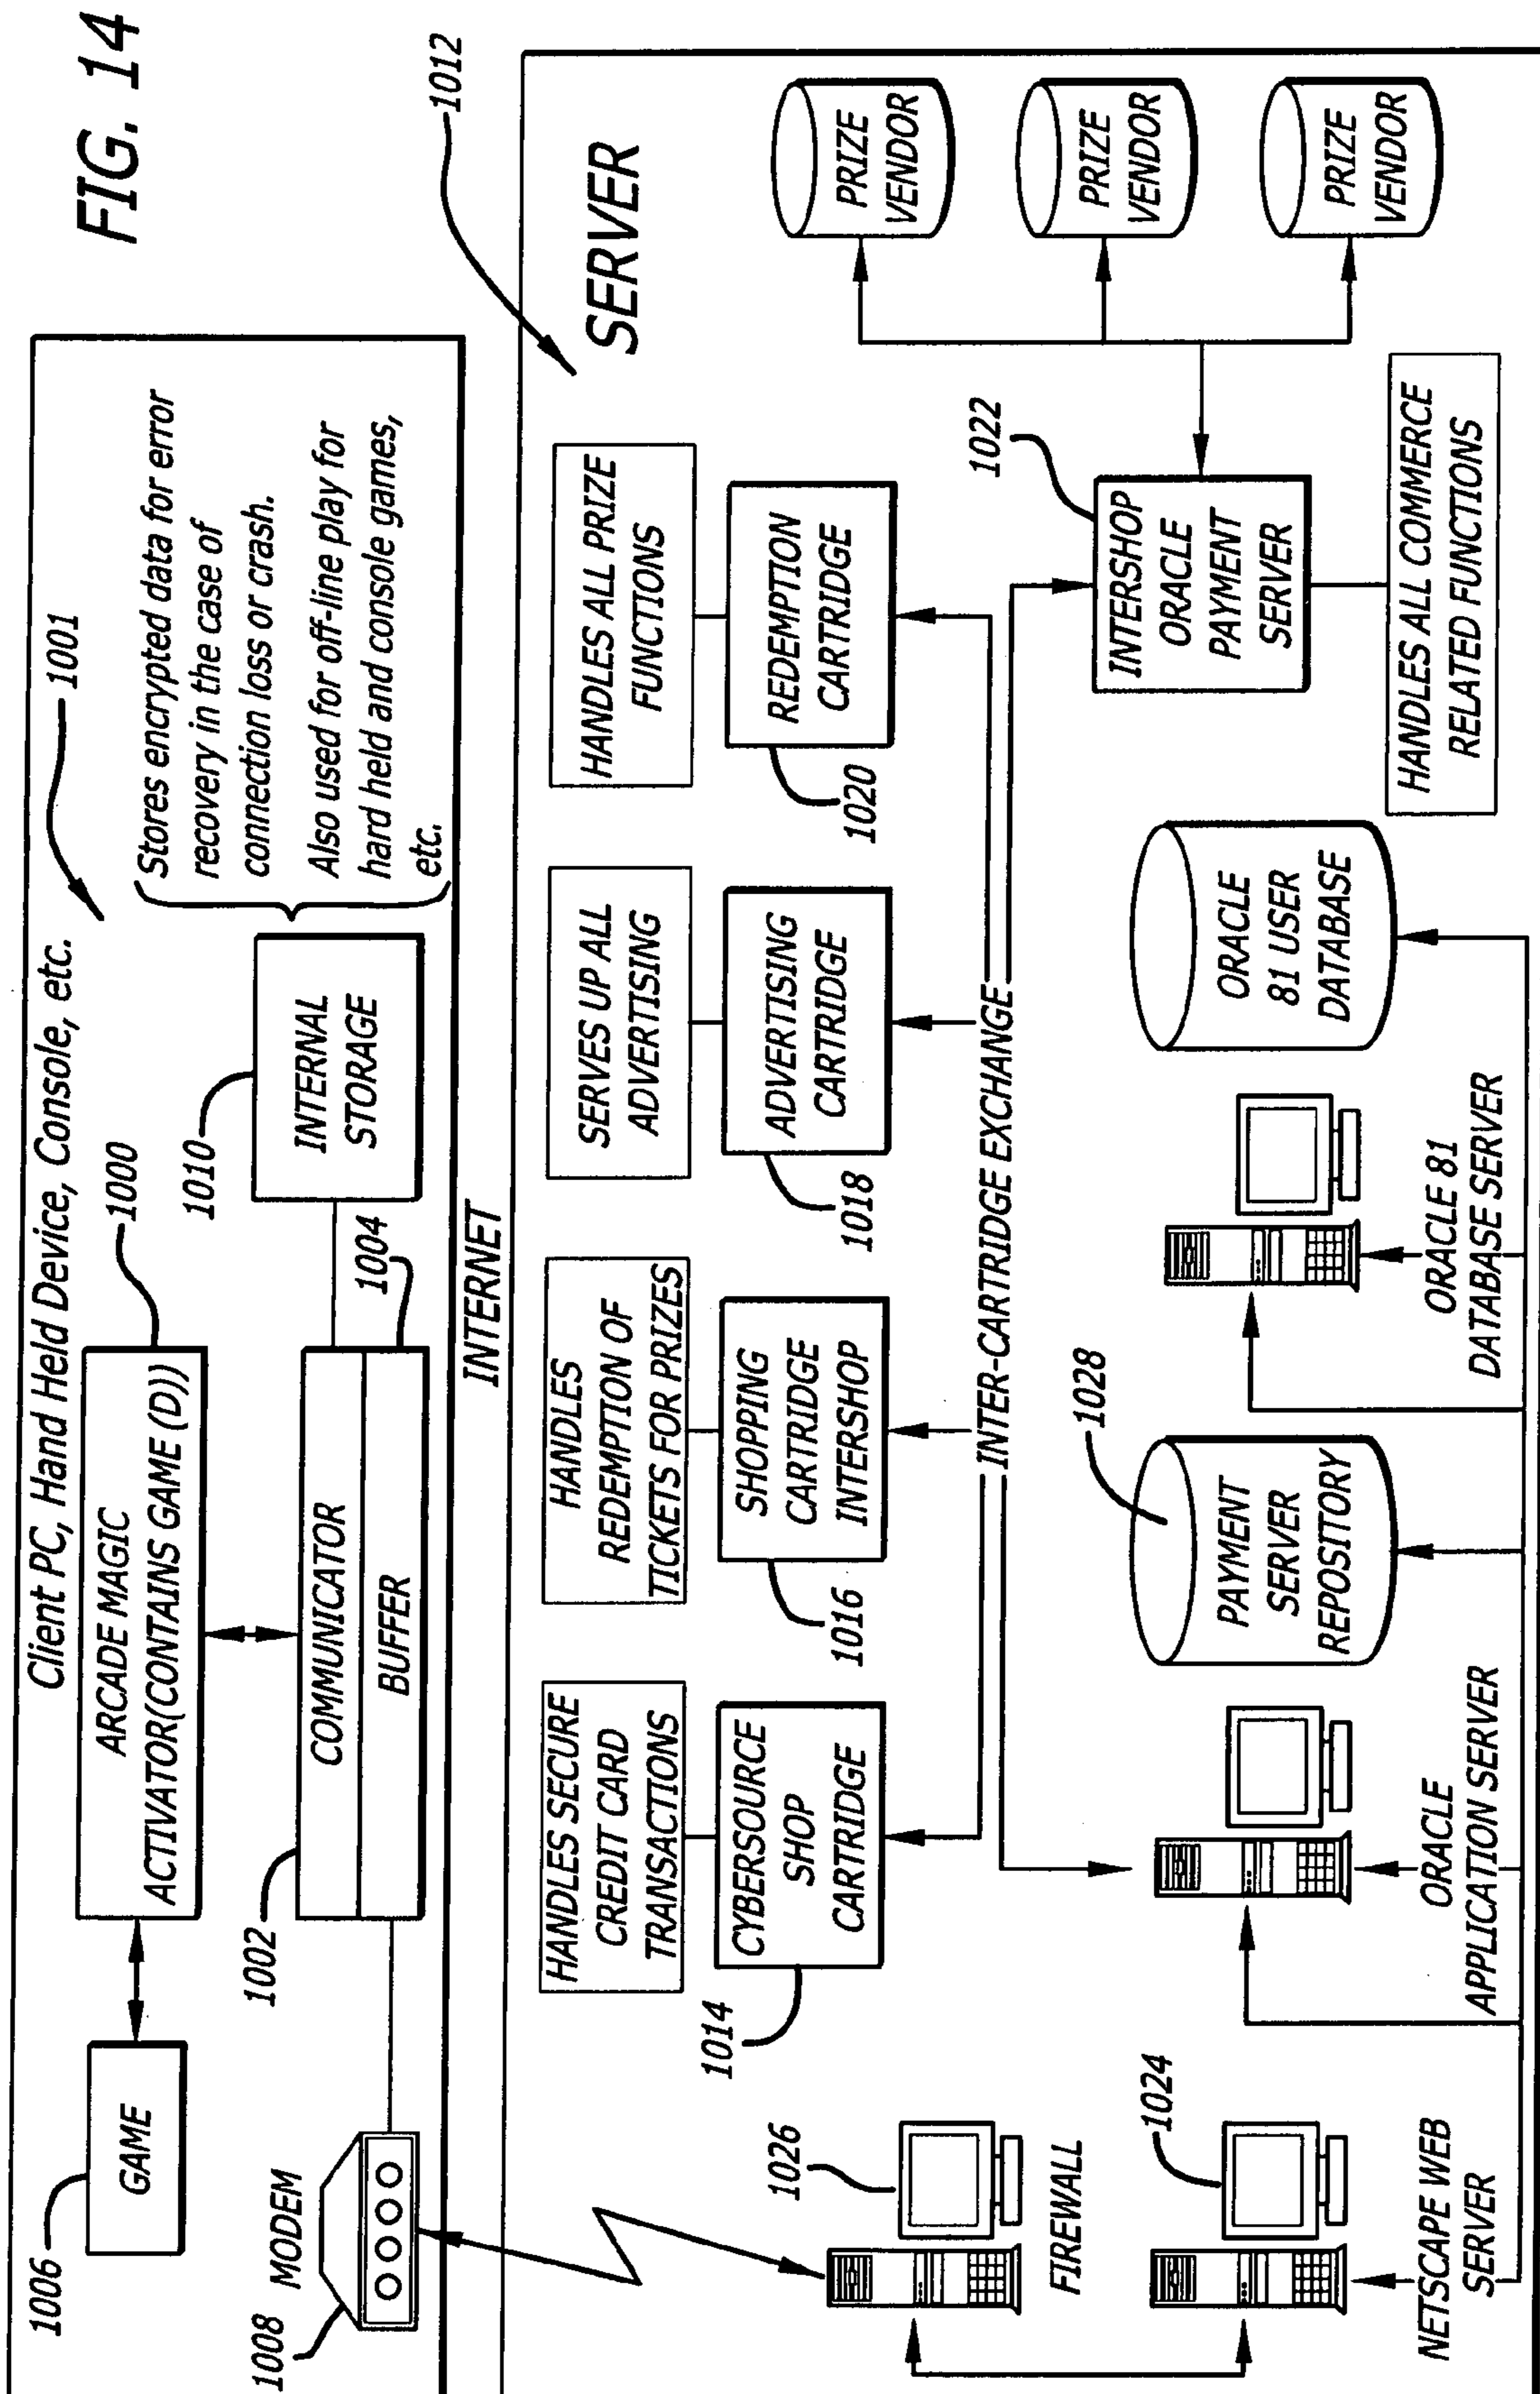 FIG. 14
Client PC, Hand Held Device, Console, etc.
1001
1006
GAME
ARCADE MAGIC
ACTIVATOR(CONTAINS GAME (D)))
1000
1002
COMMUNICATOR
BUFFER
1004
1010
INTERNAL
STORAGE
Stores encrypted data for error
recovery in the case of
connection loss or crash.
Also used for off-line play for
hard held and console games,
etc.
1008
MODEM
INTERNET
1012
SERVER
HANDLES SECURE
CREDIT CARD
TRANSACTIONS
HANDLES
REDEMPTION OF
TICKETS FOR PRIZES
SERVES UP ALL
ADVERTISING
HANDLES ALL PRIZE
FUNCTIONS
CYBERSOURCE
SHOP
CARTRIDGE
1014
SHOPPING
CARTRIDGE
INTERSHOP
1016
ADVERTISING
CARTRIDGE
1018
REDEMPTION
CARTRIDGE
1020
PRIZE
VENDOR
PRIZE
VENDOR
PRIZE
VENDOR
INTER-CARTRIDGE EXCHANGE
1026
FIREWALL
1024
NETSCAPE WEB
SERVER
ORACLE
APPLICATION SERVER
PAYMENT
SERVER
REPOSITORY
1028
ORACLE 81
DATABASE SERVER
ORACLE
81 USER
DATABASE
1022
INTERSHOP
ORACLE
PAYMENT
SERVER
HANDLES ALL COMMERCE
RELATED FUNCTIONS